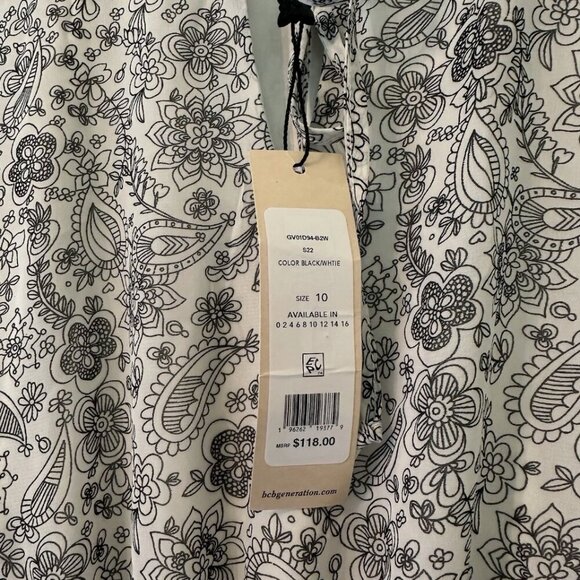 GV01D94-B2W
S22
COLOR BLACK/WHTIE
SIZE 10
AVAILABLE IN
0 2 4 6 8 10 12 14 16
1 96262 19177 9
MSRP $118.00
bcbgeneration.com